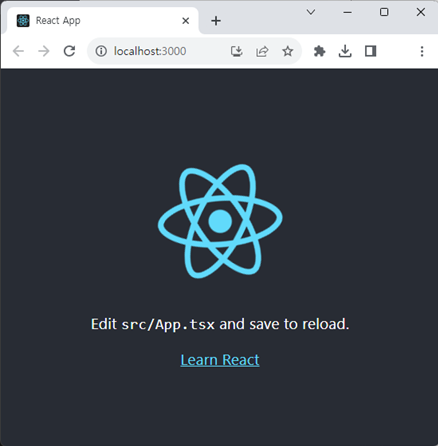 React App
localhost:3000
Edit src/App.tsx and save to reload.
Learn React